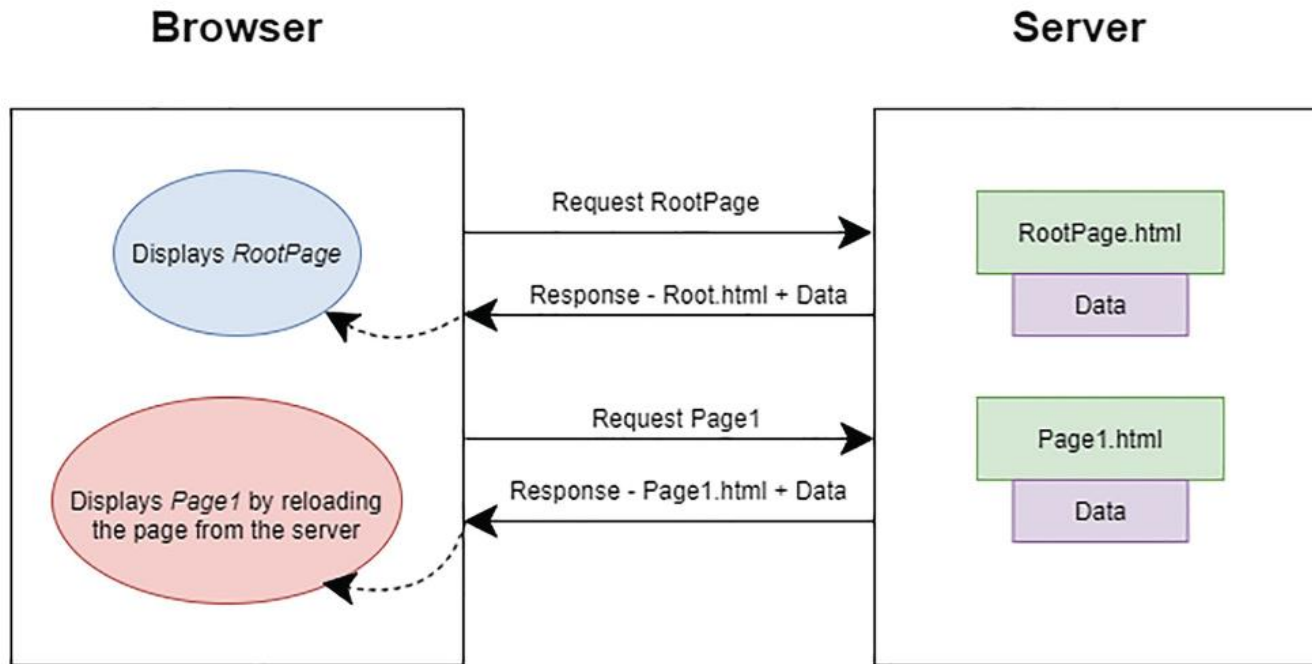 Browser
Server
Request RootPage
Displays RootPage
RootPage.html
Response - Root.html + Data
Data
Request Page1
Page1.html
Displays Page1 by reloading
the page from the server
Response - Page1.html + Data
Data